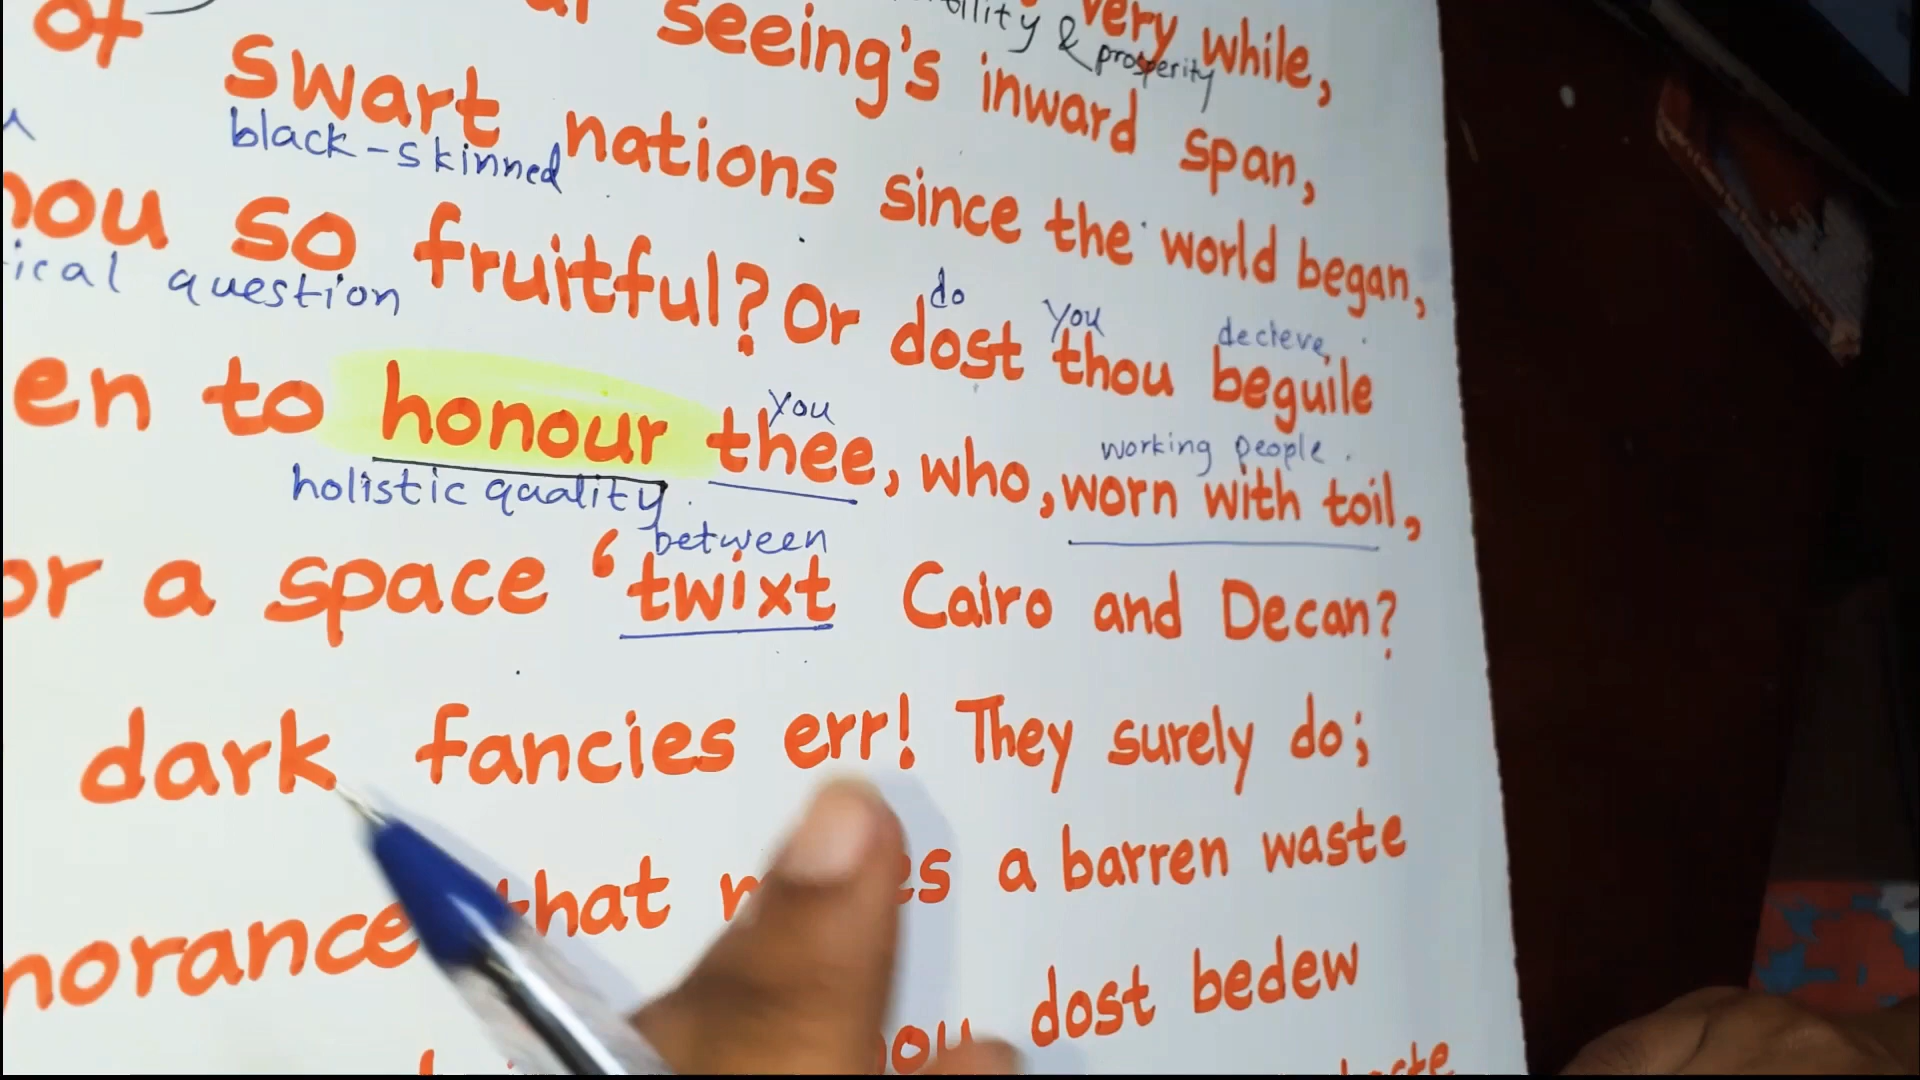 very while,
bility & prosperity
of seeing's inward span,
swart nations since the world began,
black-skinned
so fruitful? Or dost thou beguile
ical question do you decieve
en to honour thee, who, worn with toil,
holistic quality you working people.
or a space 'twixt Cairo and Decan?
between
dark fancies err! They surely do;
norance that a barren waste
hou dost bedew